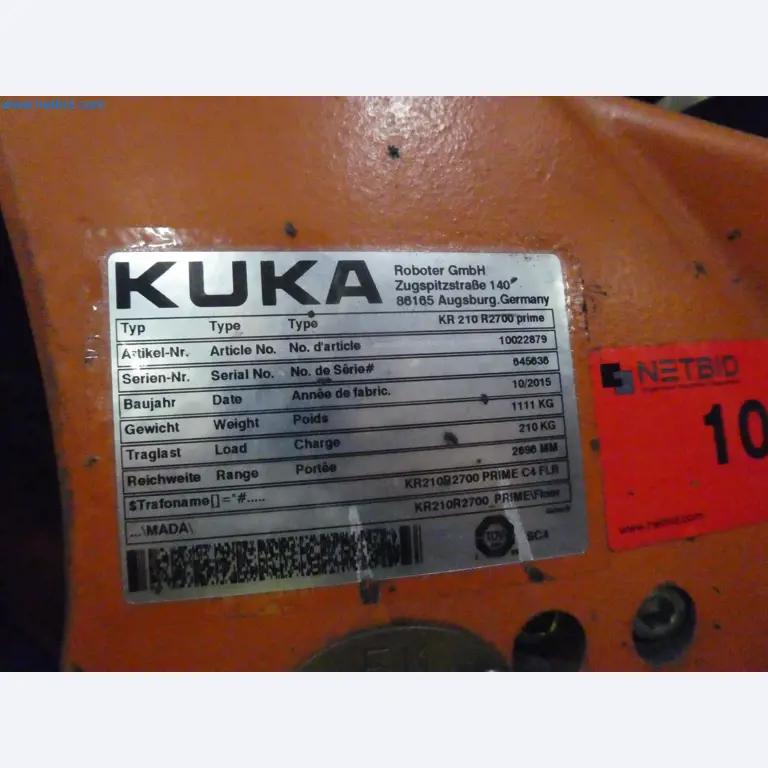 www.netbid.com
KUKA
Roboter GmbH
Zugspitzstraße 140
86165 Augsburg.Germany
Typ Type Type KR 210 R2700 prime
Artikel-Nr. Article No. No. d'article 10022879
Serien-Nr. Serial No. No. de Série# 645636
Baujahr Date Année de fabric. 10/2015
Gewicht Weight Poids 1111 KG
Traglast Load Charge 210 KG
Reichweite Range Portée 2696 MM
$Trafoname[]="#..... KR210R2700 PRIME C4 FLR
...\MADA\ KR210R2700_PRIME\Floor
TÜV
NETBID
10
www.netbid.com